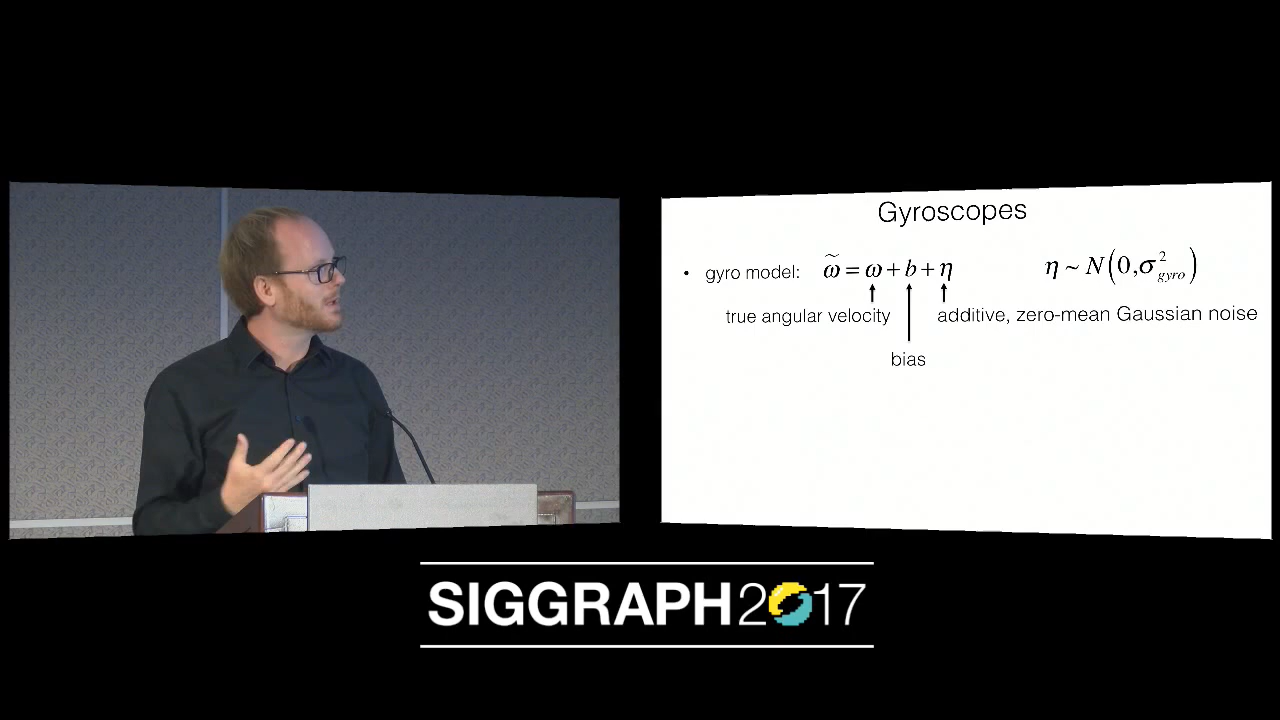 Gyroscopes
• gyro model: ω̃ = ω + b + η η ~ N(0,σ²gyro)
true angular velocity additive, zero-mean Gaussian noise
bias
SIGGRAPH2017